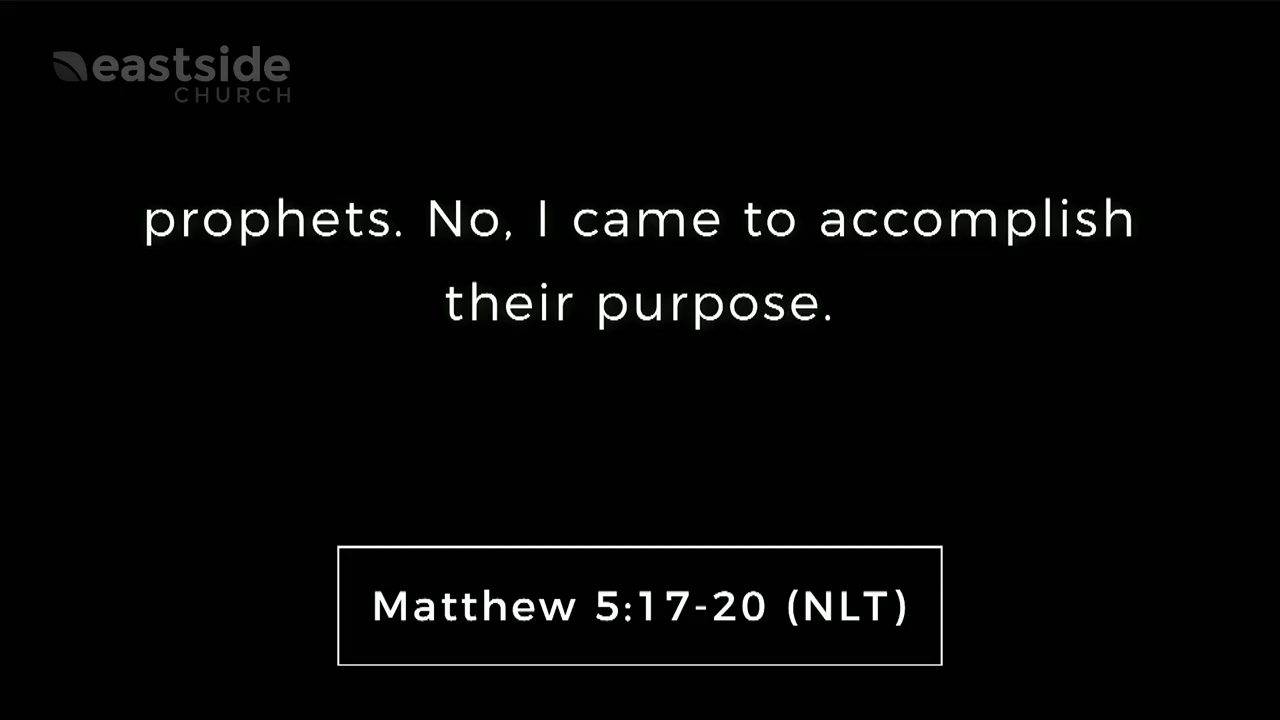 eastside
CHURCH
prophets. No, I came to accomplish
their purpose.
Matthew 5:17-20 (NLT)